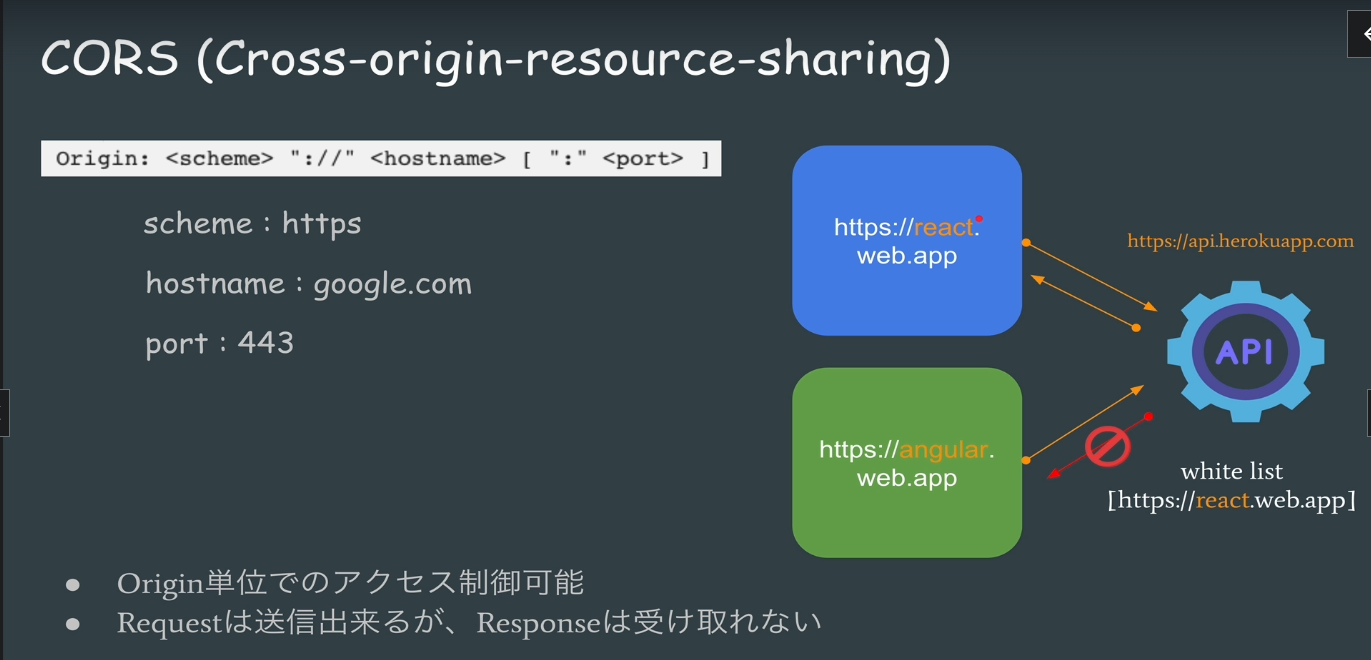 CORS (Cross-origin-resource-sharing)
Origin: <scheme> "://" <hostname> [ ":" <port> ]
scheme : https
hostname : google.com
port : 443
https://react.
web.app
https://api.herokuapp.com
API
https://angular.
web.app
white list
[https://react.web.app]
● Origin単位でのアクセス制御可能
● Requestは送信出来るが、Responseは受け取れない